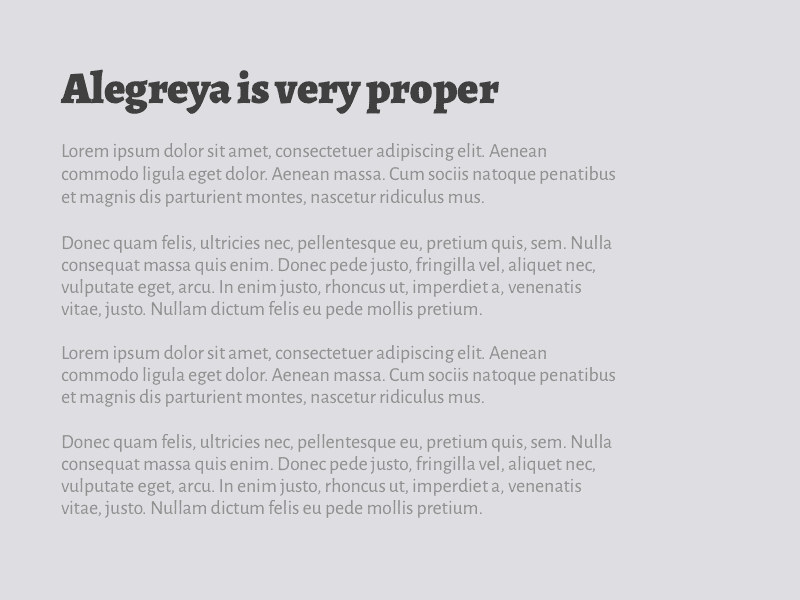 Alegreya is very proper
Lorem ipsum dolor sit amet, consectetuer adipiscing elit. Aenean
commodo ligula eget dolor. Aenean massa. Cum sociis natoque penatibus
et magnis dis parturient montes, nascetur ridiculus mus.
Donec quam felis, ultricies nec, pellentesque eu, pretium quis, sem. Nulla
consequat massa quis enim. Donec pede justo, fringilla vel, aliquet nec,
vulputate eget, arcu. In enim justo, rhoncus ut, imperdiet a, venenatis
vitae, justo. Nullam dictum felis eu pede mollis pretium.
Lorem ipsum dolor sit amet, consectetuer adipiscing elit. Aenean
commodo ligula eget dolor. Aenean massa. Cum sociis natoque penatibus
et magnis dis parturient montes, nascetur ridiculus mus.
Donec quam felis, ultricies nec, pellentesque eu, pretium quis, sem. Nulla
consequat massa quis enim. Donec pede justo, fringilla vel, aliquet nec,
vulputate eget, arcu. In enim justo, rhoncus ut, imperdiet a, venenatis
vitae, justo. Nullam dictum felis eu pede mollis pretium.